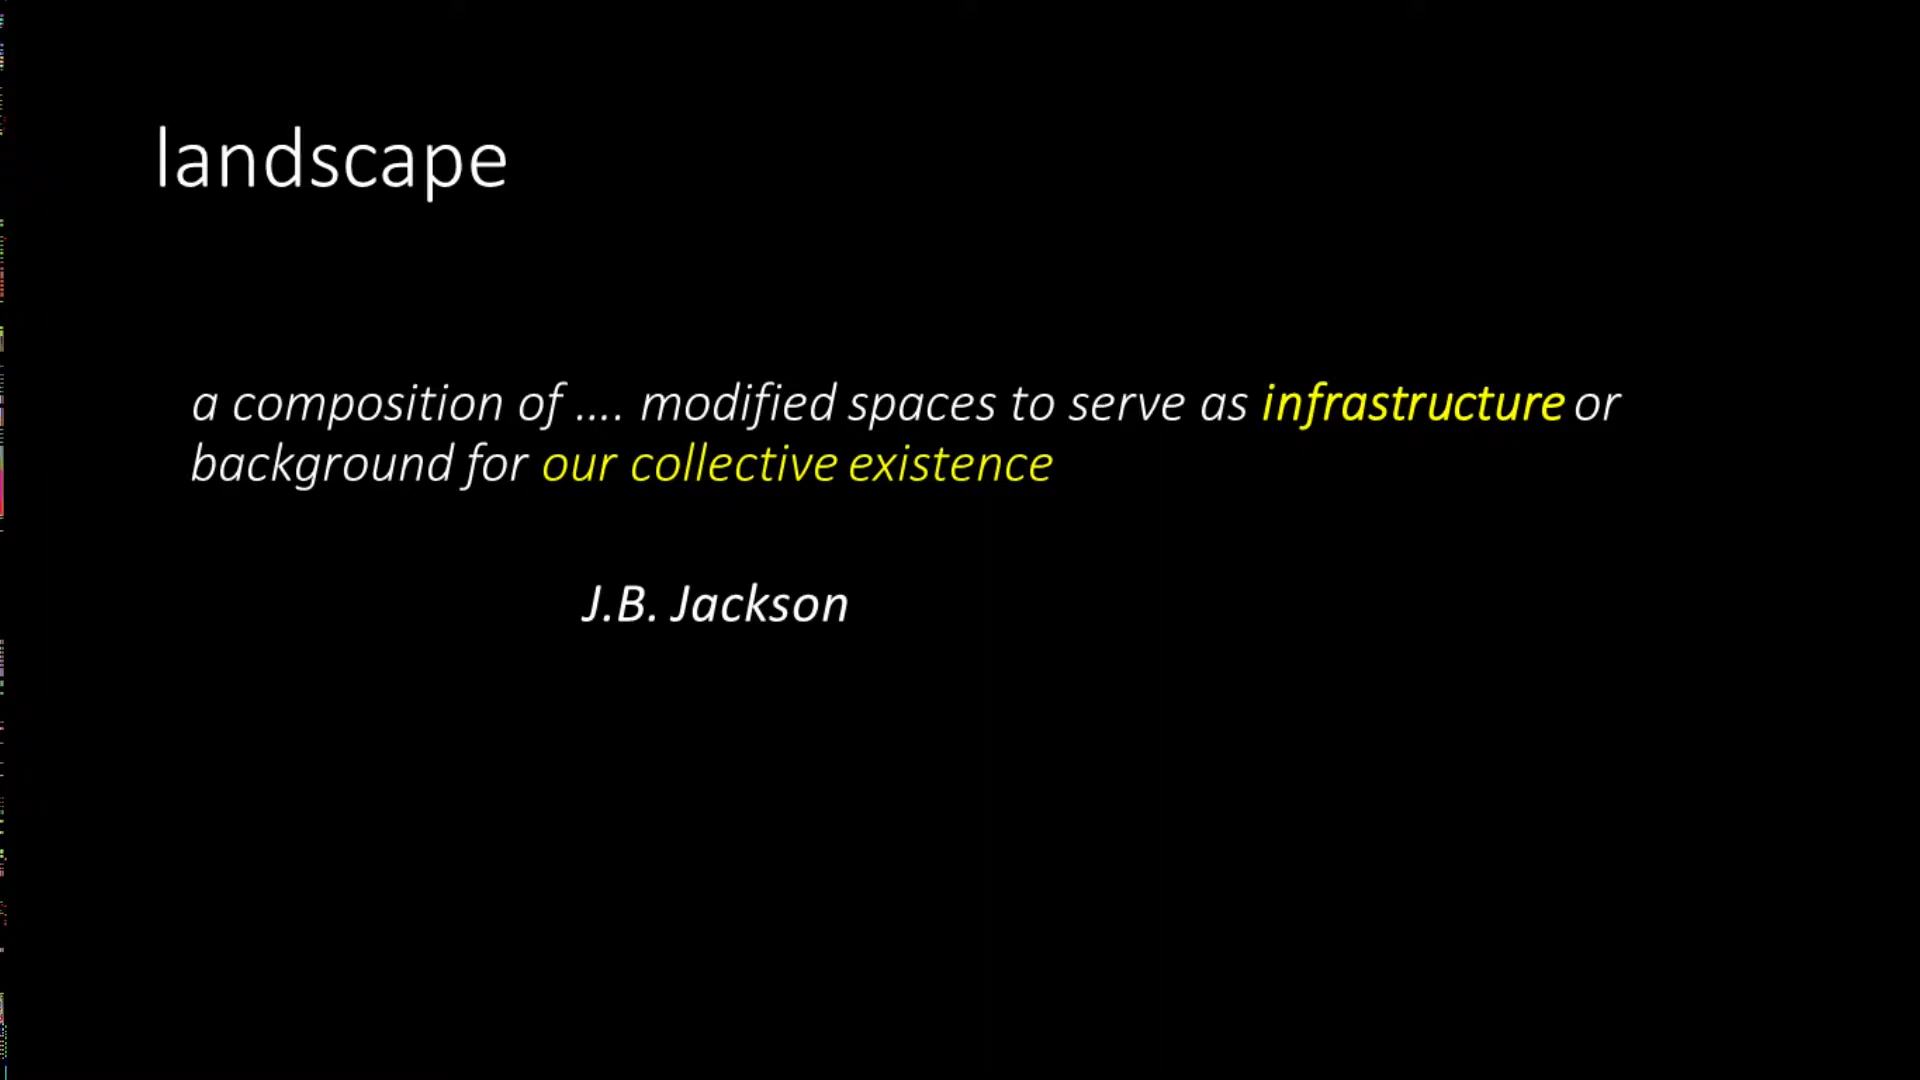 landscape
a composition of .... modified spaces to serve as infrastructure or
background for our collective existence
J.B. Jackson